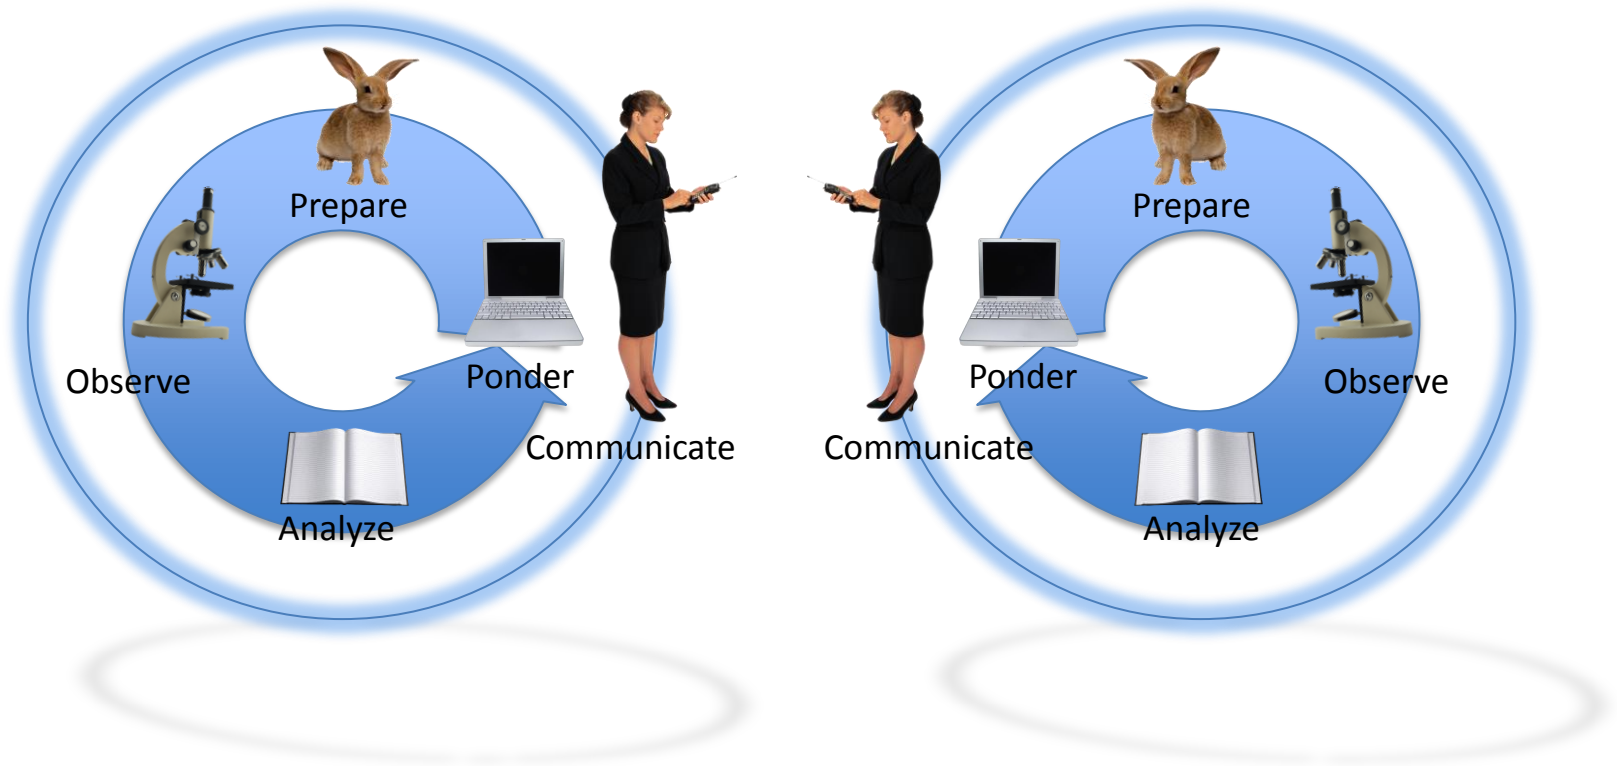 Prepare
Observe
Ponder
Communicate
Analyze
Prepare
Ponder
Observe
Communicate
Analyze